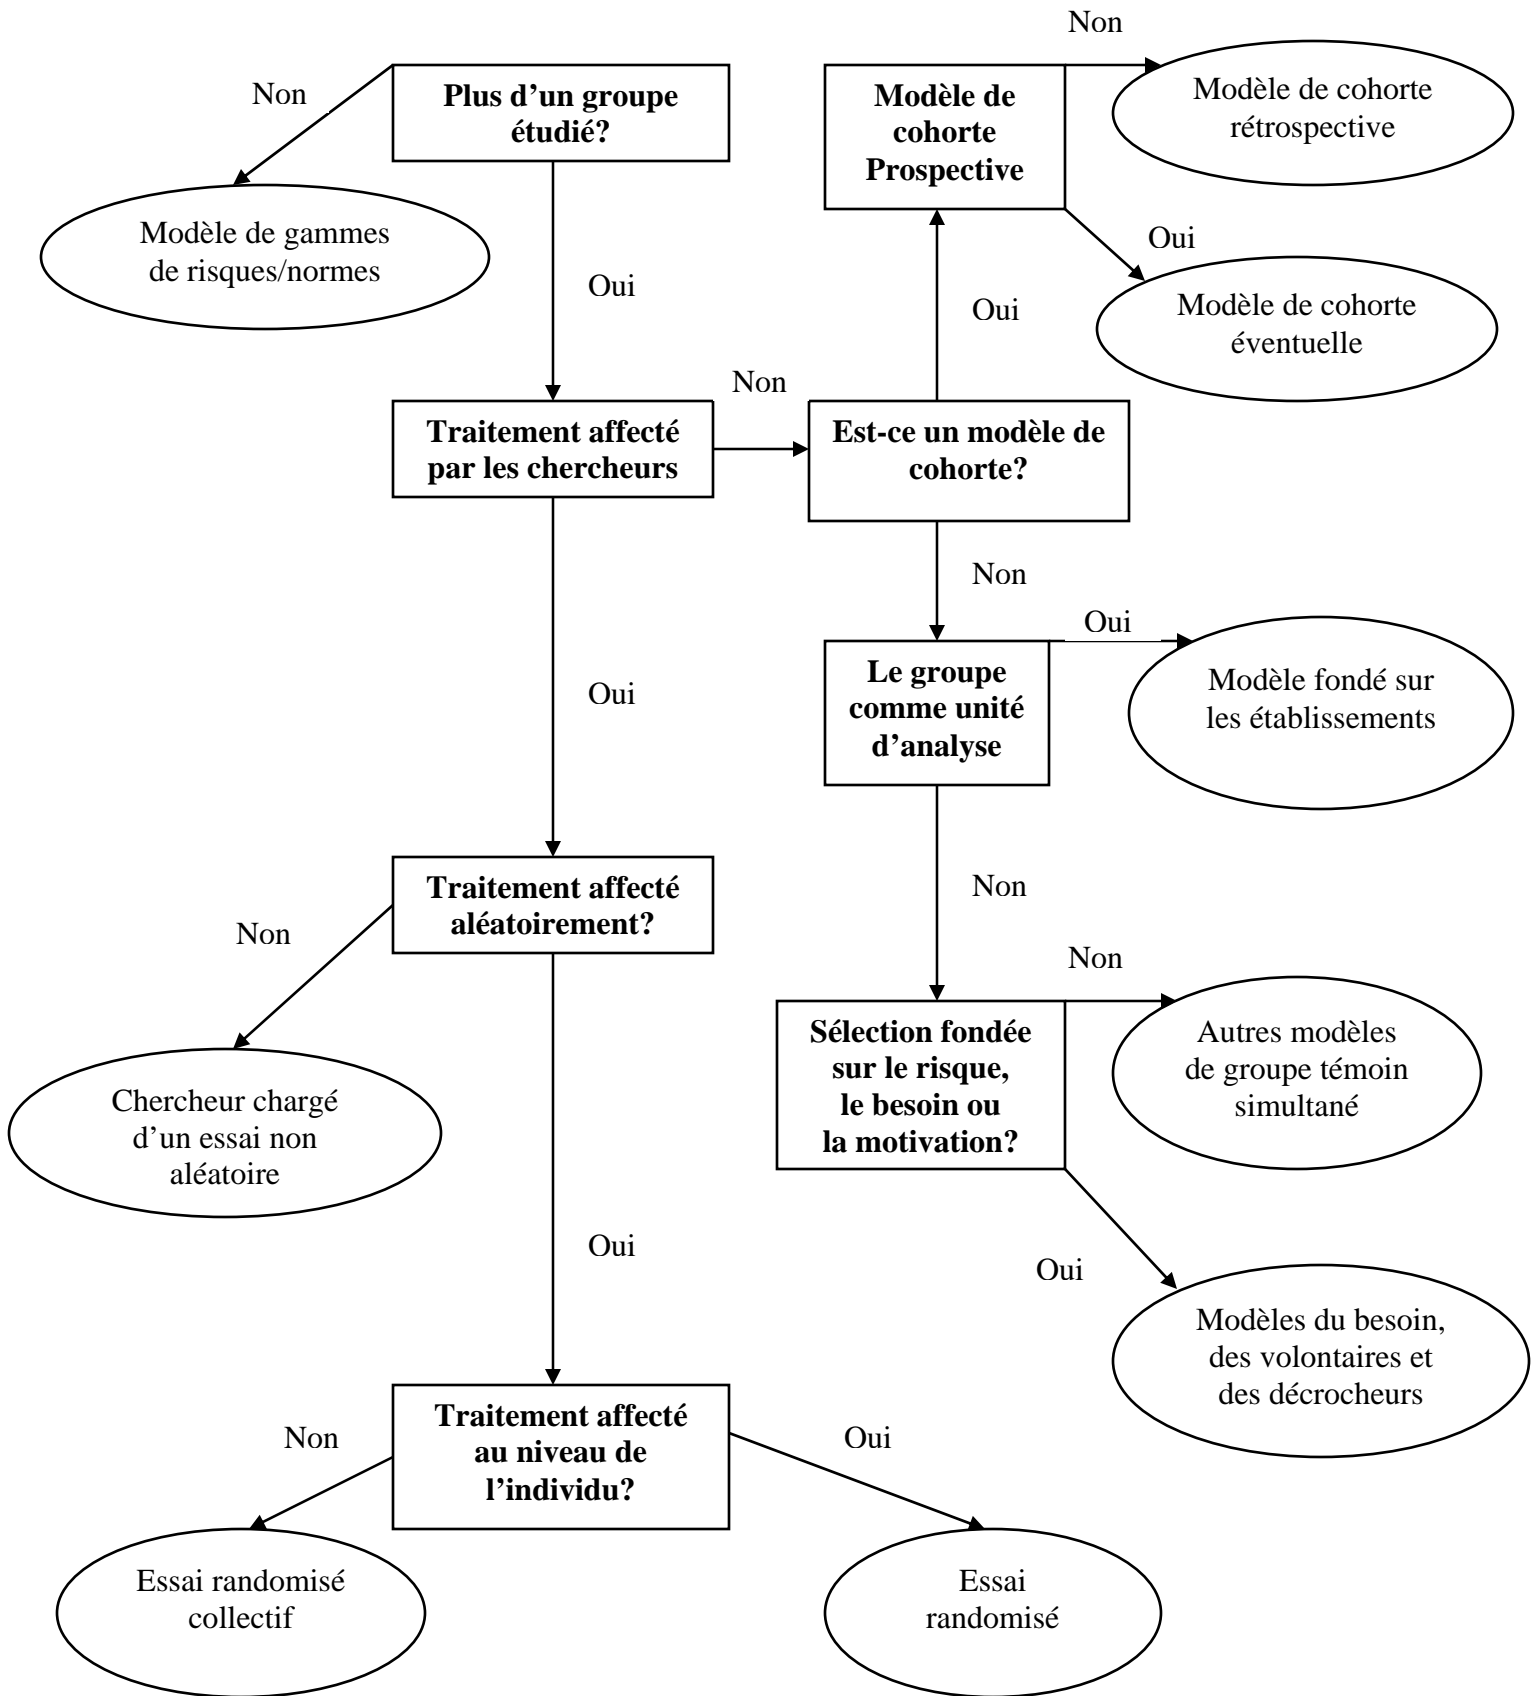 Non
Non
Plus d’un groupe
étudié?
Modèle de
cohorte
Prospective
Modèle de cohorte
rétrospective
Modèle de gammes
de risques/normes
Oui
Oui
Oui
Modèle de cohorte
éventuelle
Non
Traitement affecté
par les chercheurs
Est-ce un modèle de
cohorte?
Non
Oui
Oui
Le groupe
comme unité
d’analyse
Modèle fondé sur
les établissements
Traitement affecté
aléatoirement?
Non
Non
Non
Sélection fondée
sur le risque,
le besoin ou
la motivation?
Autres modèles
de groupe témoin
simultané
Chercheur chargé
d’un essai non
aléatoire
Oui
Oui
Modèles du besoin,
des volontaires et
des décrocheurs
Traitement affecté
au niveau de
l’individu?
Non
Oui
Essai randomisé
collectif
Essai
randomisé